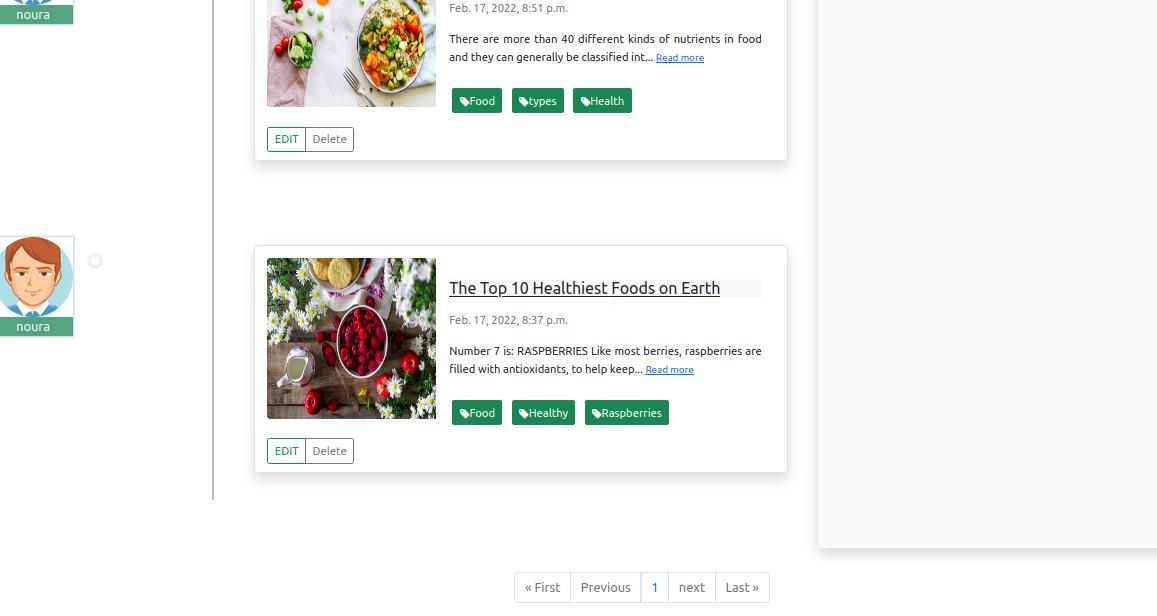 noura
Feb. 17, 2022, 8:51 p.m.
There are more than 40 different kinds of nutrients in food
and they can generally be classified int... Read more
Food types Health
EDIT Delete
noura
The Top 10 Healthiest Foods on Earth
Feb. 17, 2022, 8:37 p.m.
Number 7 is: RASPBERRIES Like most berries, raspberries are
filled with antioxidants, to help keep... Read more
Food Healthy Raspberries
EDIT Delete
« First Previous 1 next Last »